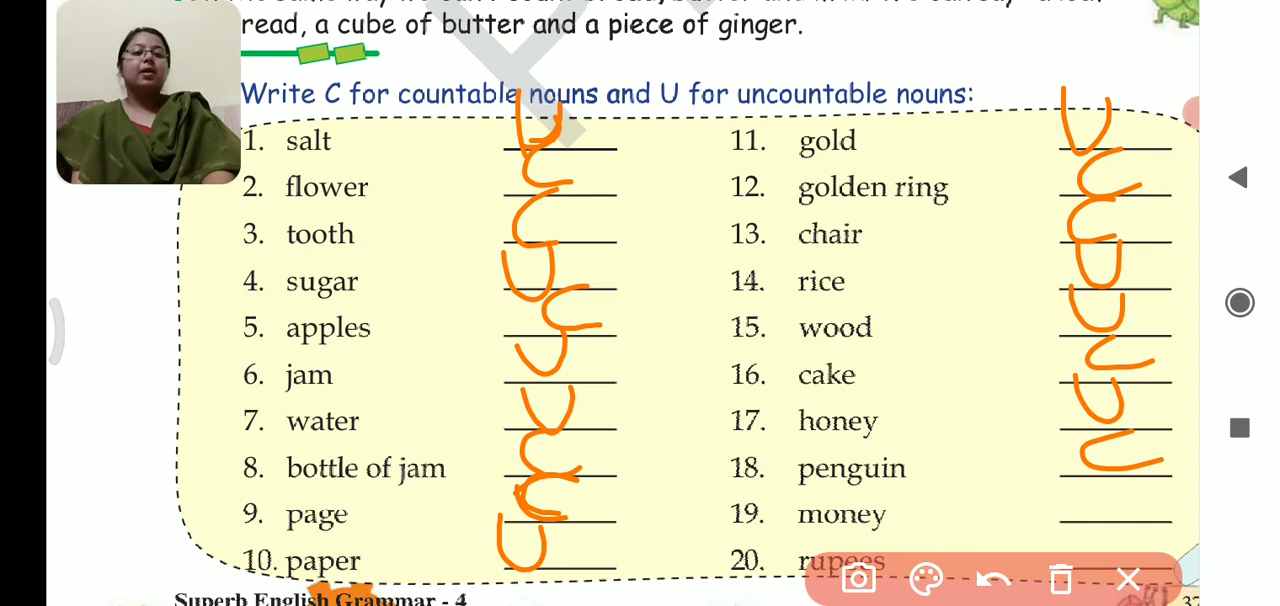 read, a cube of butter and a piece of ginger.
Write C for countable nouns and U for uncountable nouns:
1. salt U
2. flower C
3. tooth C
4. sugar U
5. apples C
6. jam U
7. water U
8. bottle of jam C
9. page C
10. paper U
11. gold U
12. golden ring C
13. chair C
14. rice U
15. wood U
16. cake C
17. honey U
18. penguin C
19. money
20. rupees
Superb English Grammar - 4
37